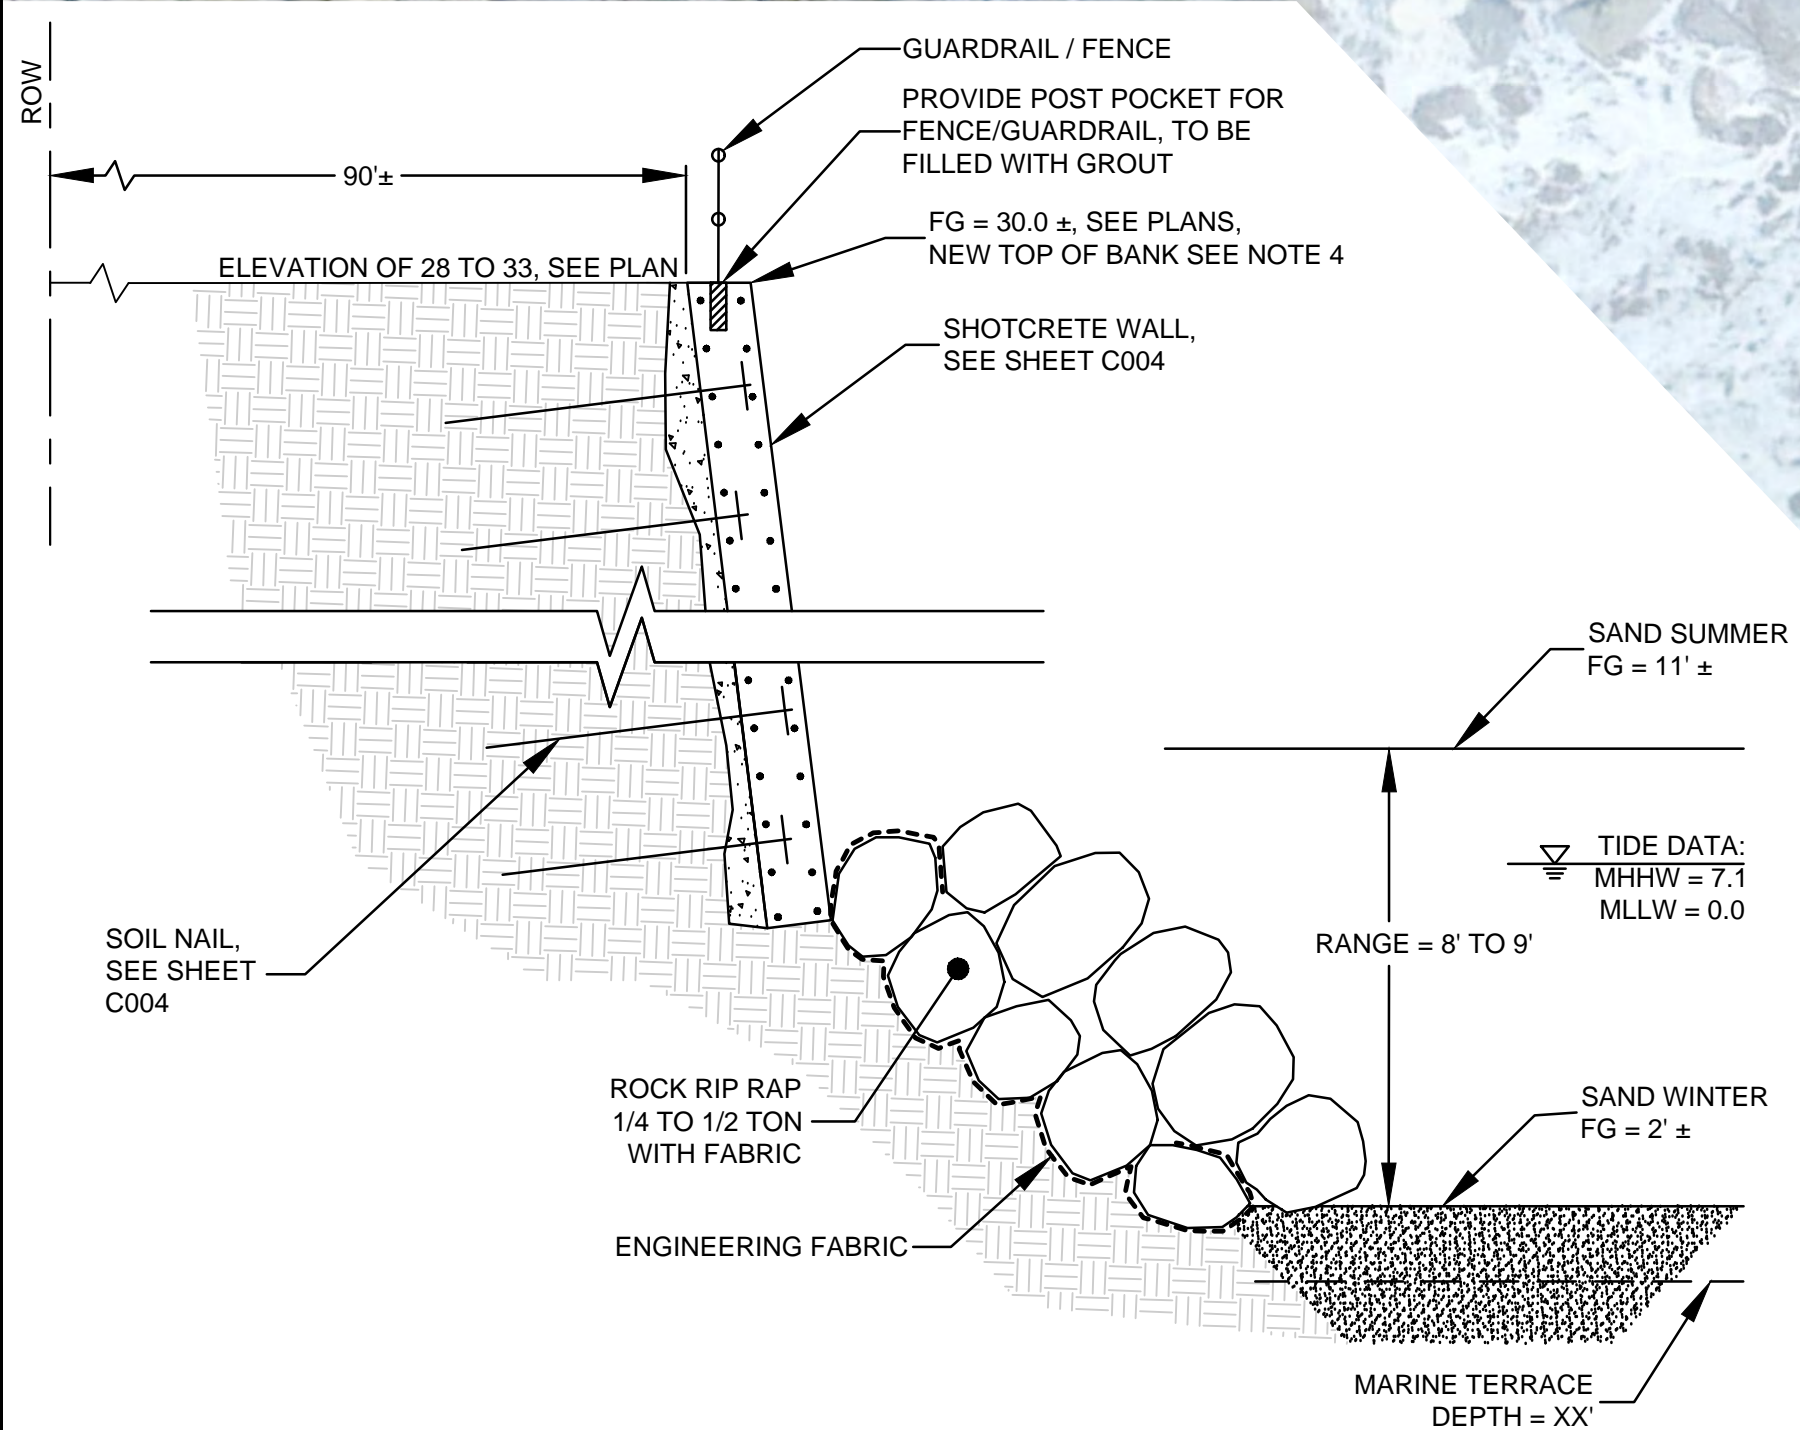 GUARDRAIL / FENCE
PROVIDE POST POCKET FOR
FENCE/GUARDRAIL, TO BE
FILLED WITH GROUT
ROW
90'±
FG = 30.0 ±, SEE PLANS,
NEW TOP OF BANK SEE NOTE 4
ELEVATION OF 28 TO 33, SEE PLAN
SHOTCRETE WALL,
SEE SHEET C004
SAND SUMMER
FG = 11' ±
TIDE DATA:
MHHW = 7.1
MLLW = 0.0
RANGE = 8' TO 9'
SOIL NAIL,
SEE SHEET
C004
ROCK RIP RAP
1/4 TO 1/2 TON
WITH FABRIC
SAND WINTER
FG = 2' ±
ENGINEERING FABRIC
MARINE TERRACE
DEPTH = XX'